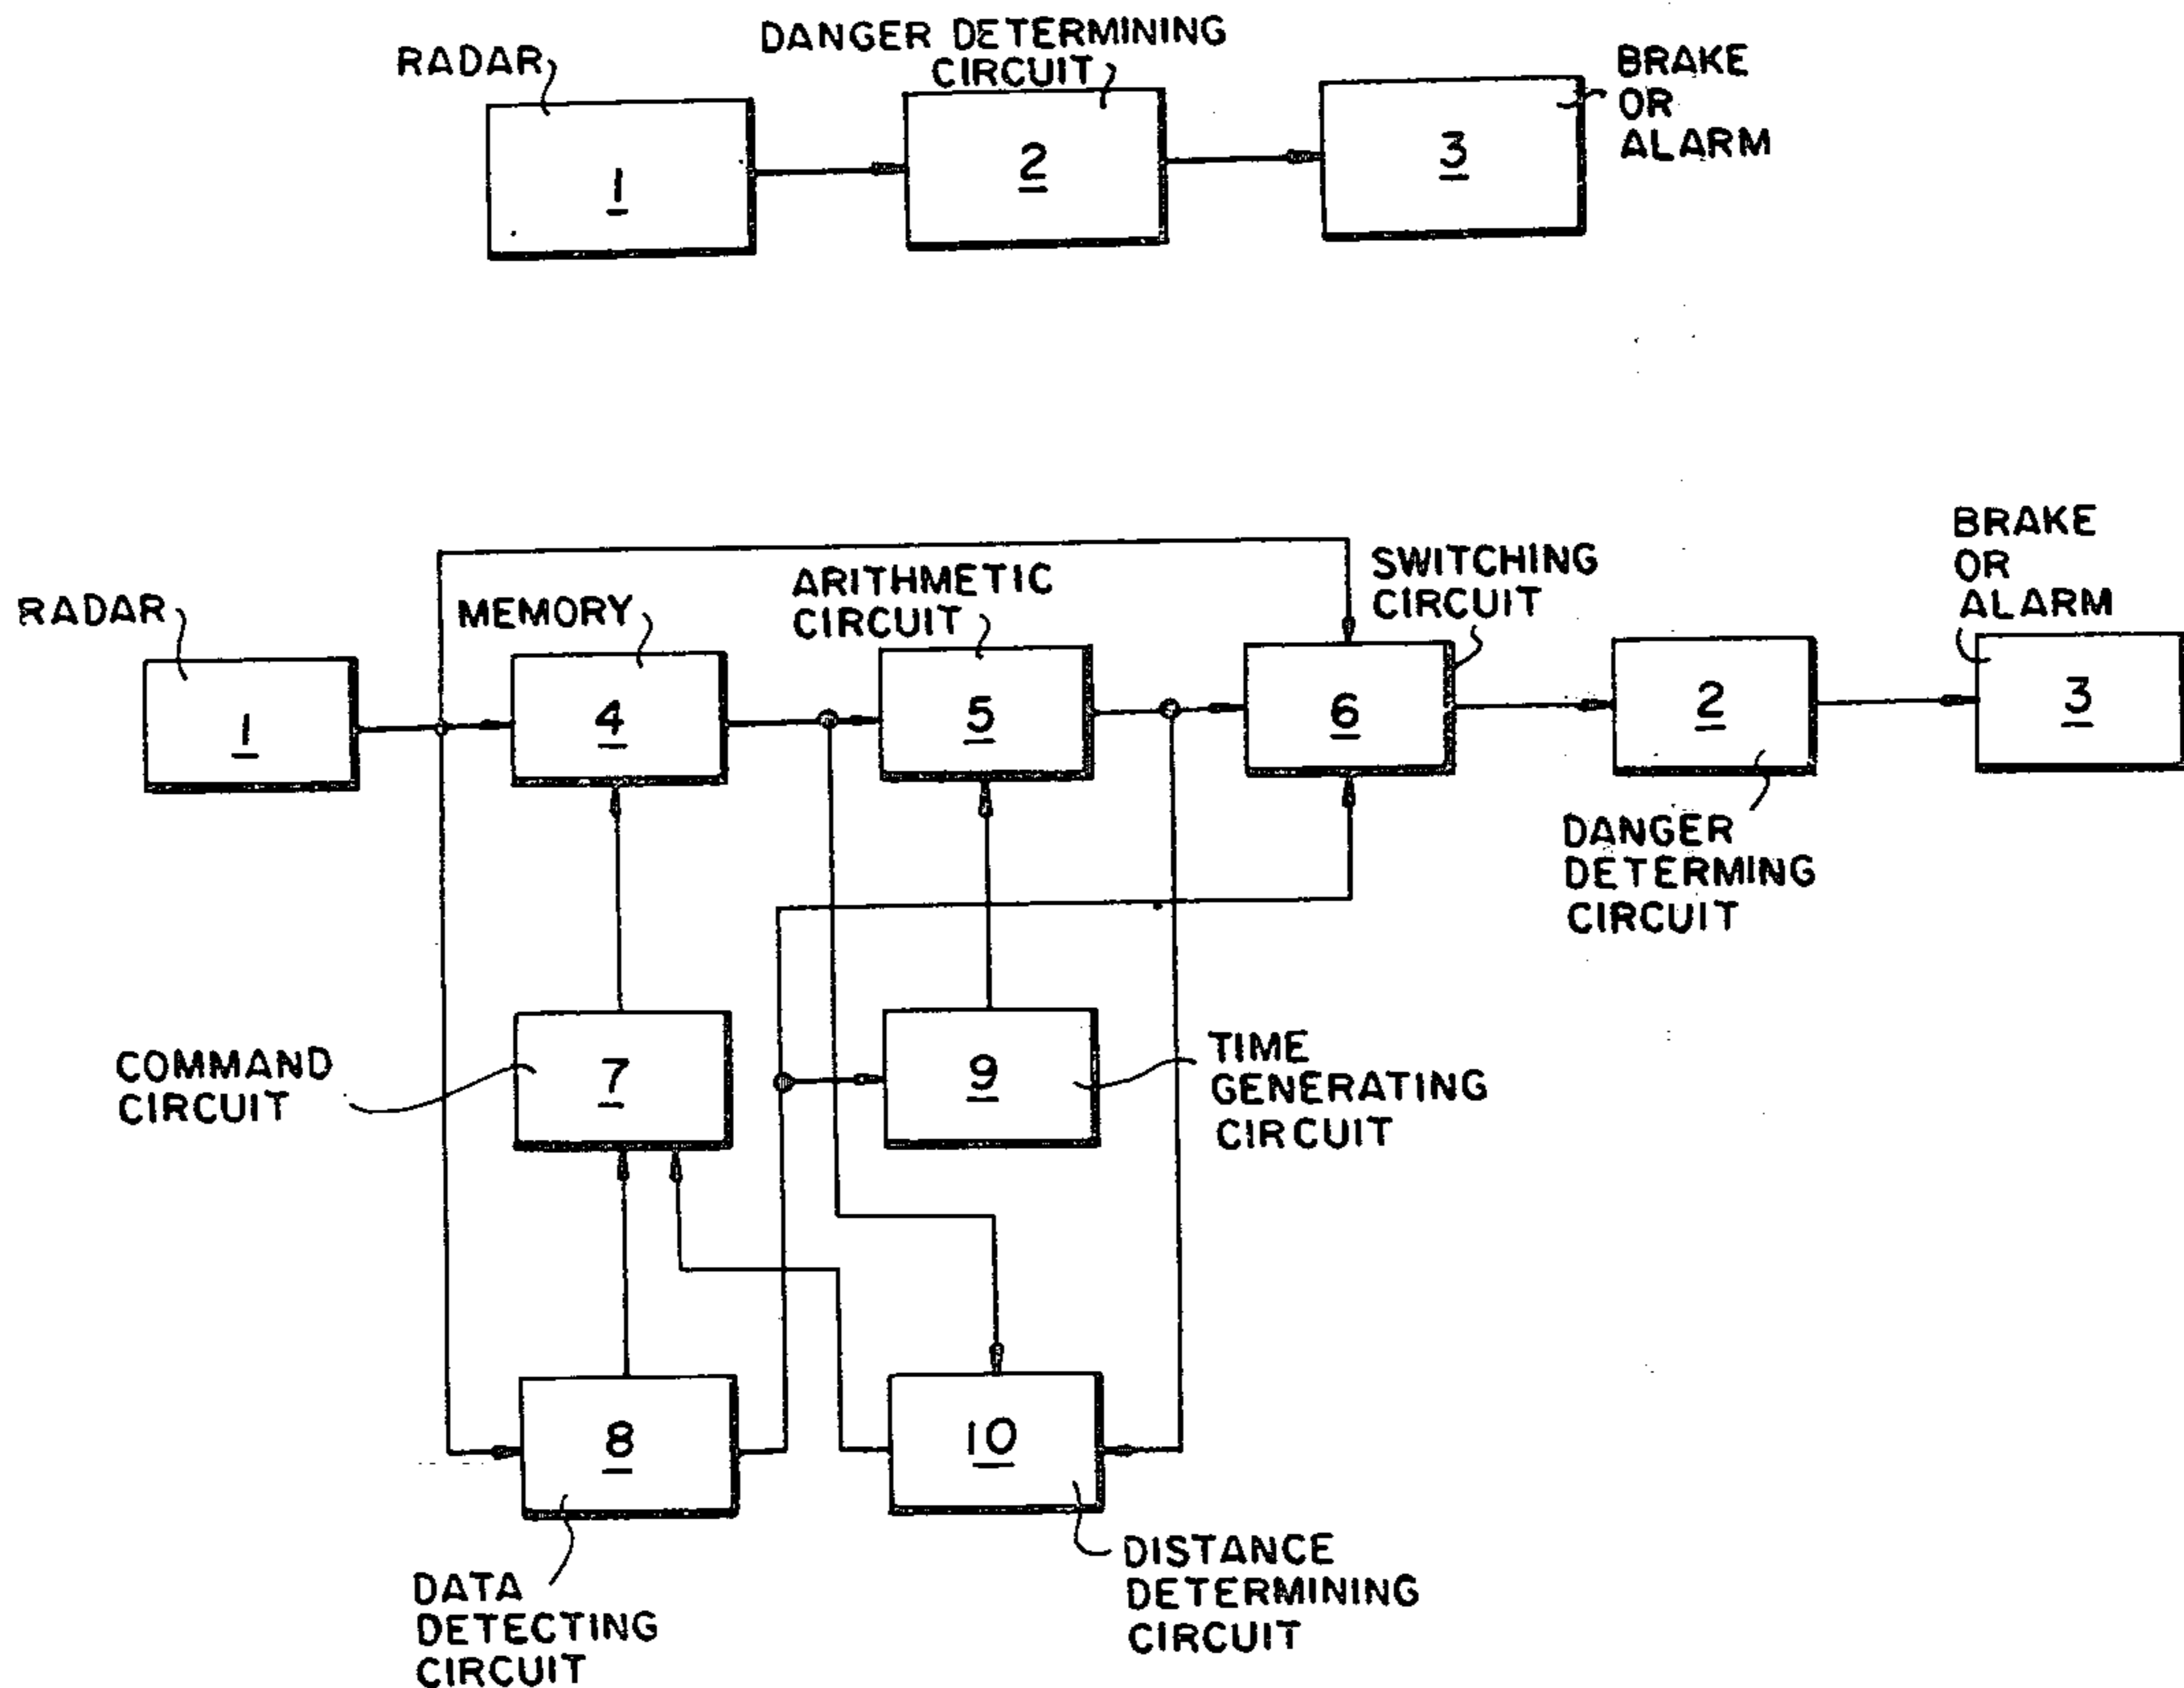 RADAR
DANGER DETERMINING
CIRCUIT
BRAKE
OR
ALARM
1
2
3
RADAR
MEMORY
ARITHMETIC
CIRCUIT
SWITCHING
CIRCUIT
BRAKE
OR
ALARM
1
4
5
6
2
3
DANGER
DETERMING
CIRCUIT
COMMAND
CIRCUIT
7
9
TIME
GENERATING
CIRCUIT
8
10
DATA
DETECTING
CIRCUIT
DISTANCE
DETERMINING
CIRCUIT